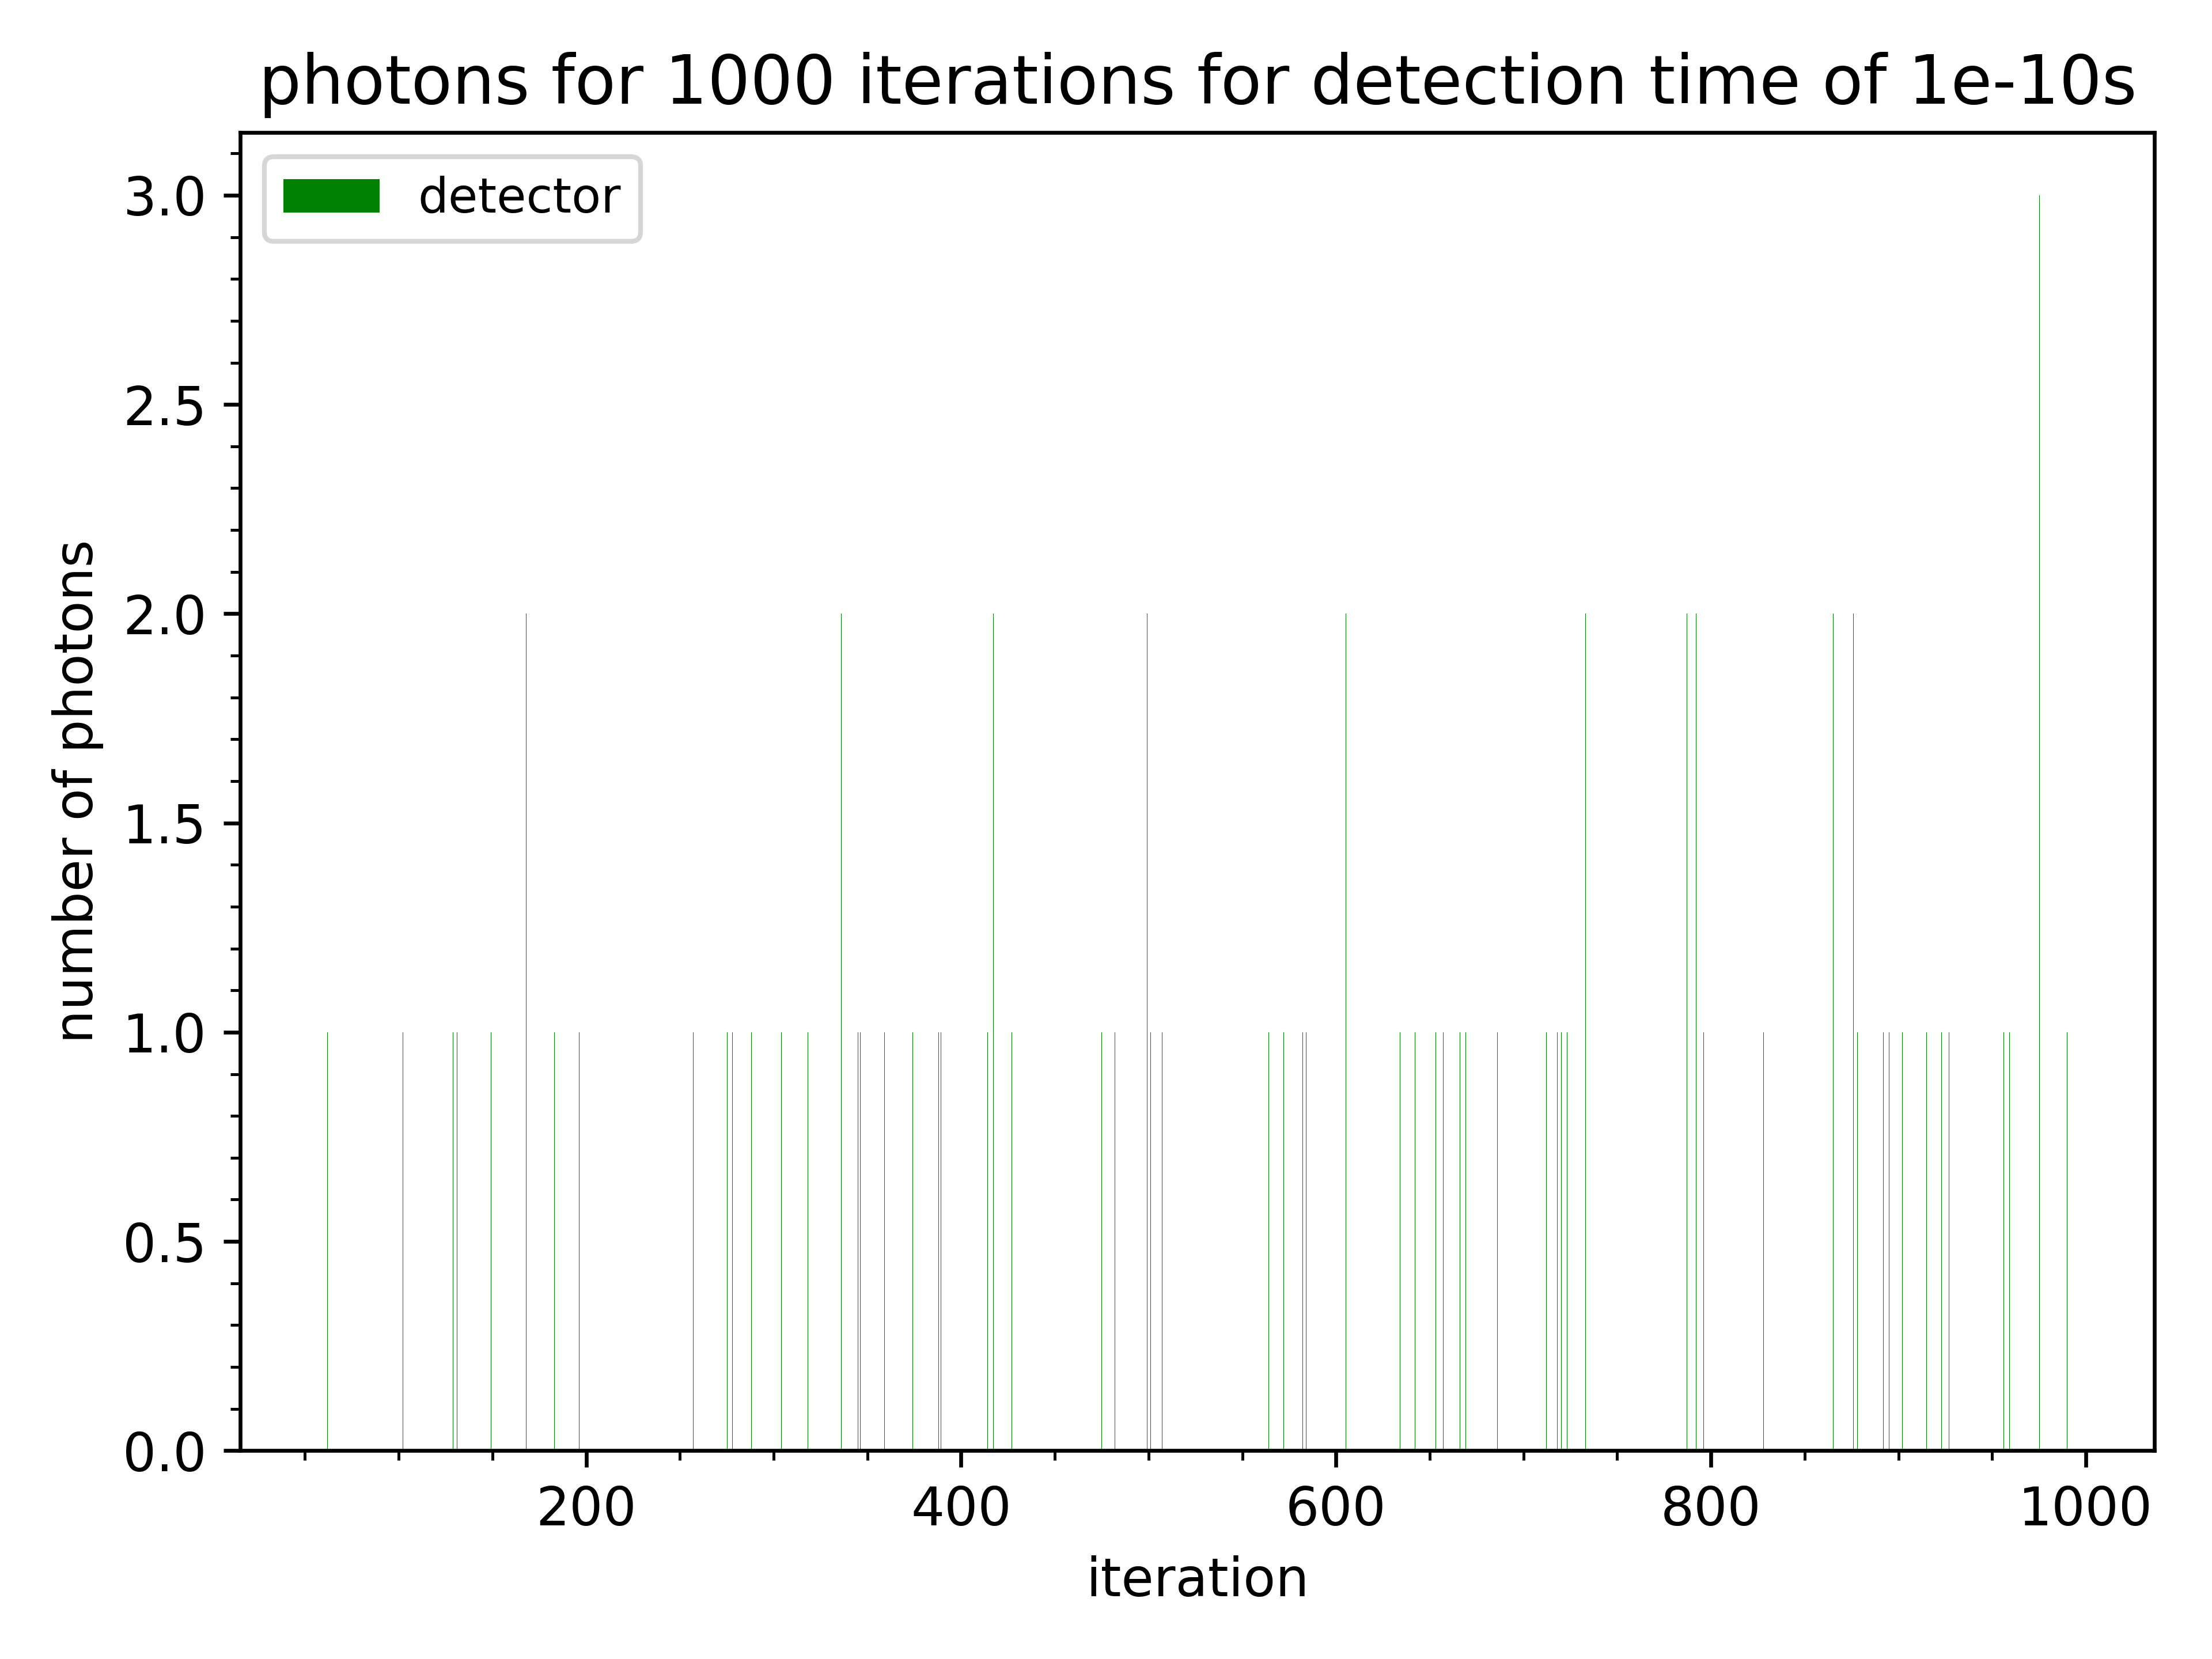 photons for 1000 iterations for detection time of 1e-10s
detector
3.0
2.5
2.0
1.5
1.0
0.5
0.0
number of photons
200 400 600 800 1000
iteration